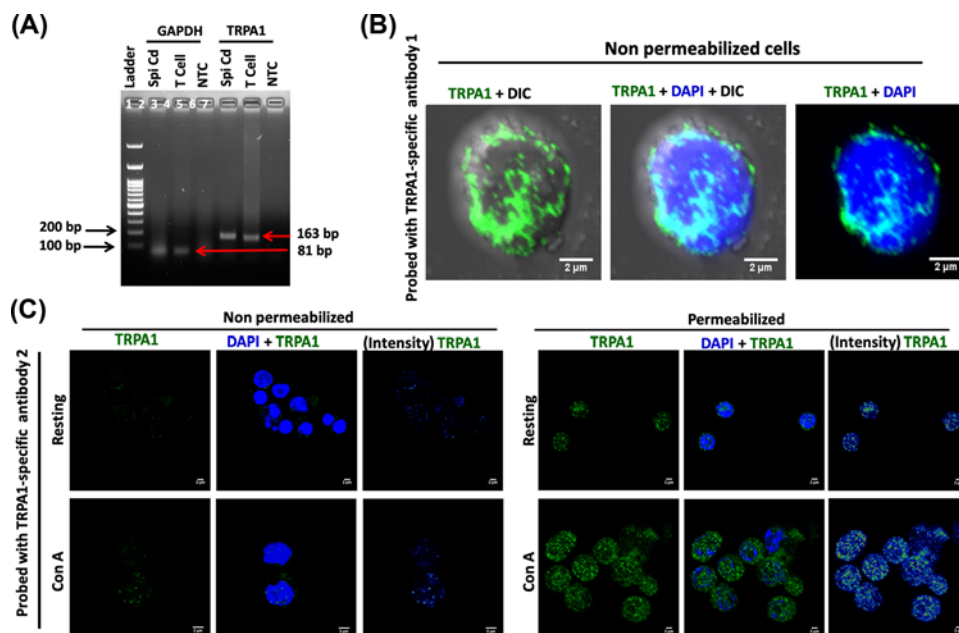 (A)
GAPDH TRPA1
Ladder Spi Cd T Cell NTC Spi Cd T Cell NTC
1 2 3 4 5 6 7
200 bp
163 bp
100 bp
81 bp
(B)
Non permeabilized cells
Probed with TRPA1-specific antibody 1
TRPA1 + DIC TRPA1 + DAPI + DIC TRPA1 + DAPI
2 µm 2 µm 2 µm
(C)
Probed with TRPA1-specific antibody 2
Non permeabilized Permeabilized
TRPA1 DAPI + TRPA1 (Intensity) TRPA1 TRPA1 DAPI + TRPA1 (Intensity) TRPA1
Resting Resting
Con A Con A